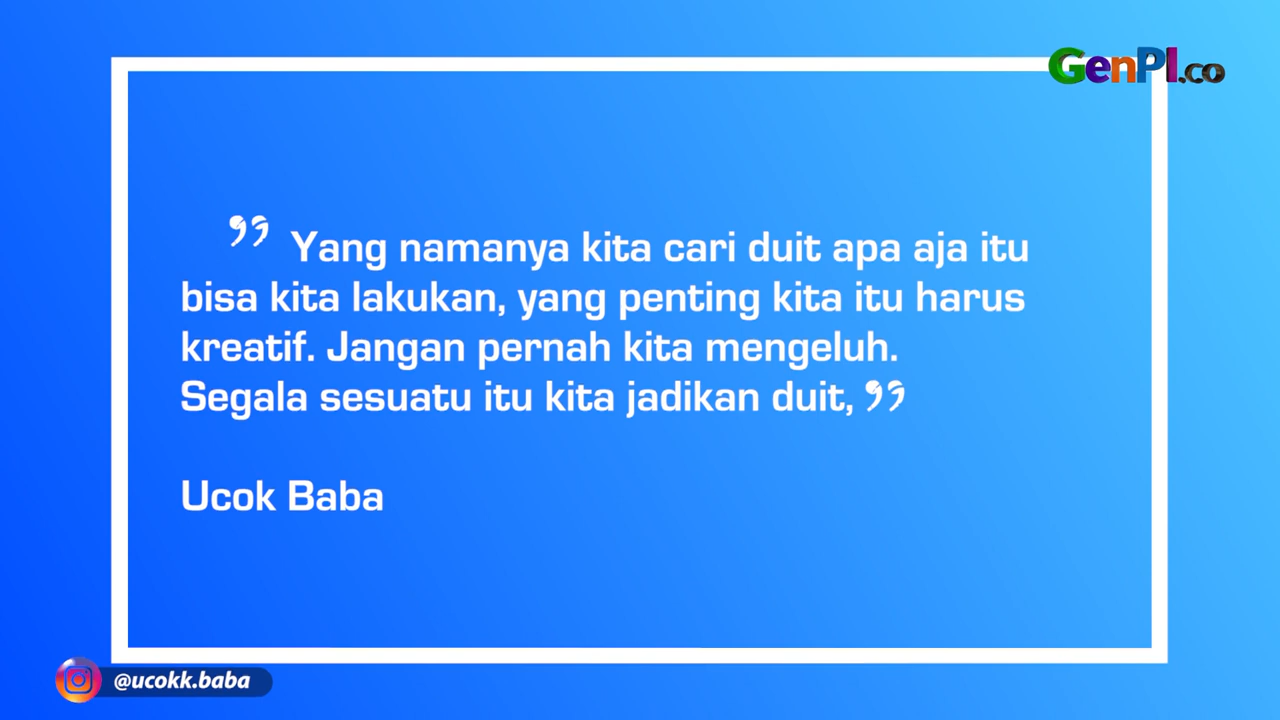 GenPI.co
” Yang namanya kita cari duit apa aja itu
bisa kita lakukan, yang penting kita itu harus
kreatif. Jangan pernah kita mengeluh.
Segala sesuatu itu kita jadikan duit, ”
Ucok Baba
@ucokk.baba